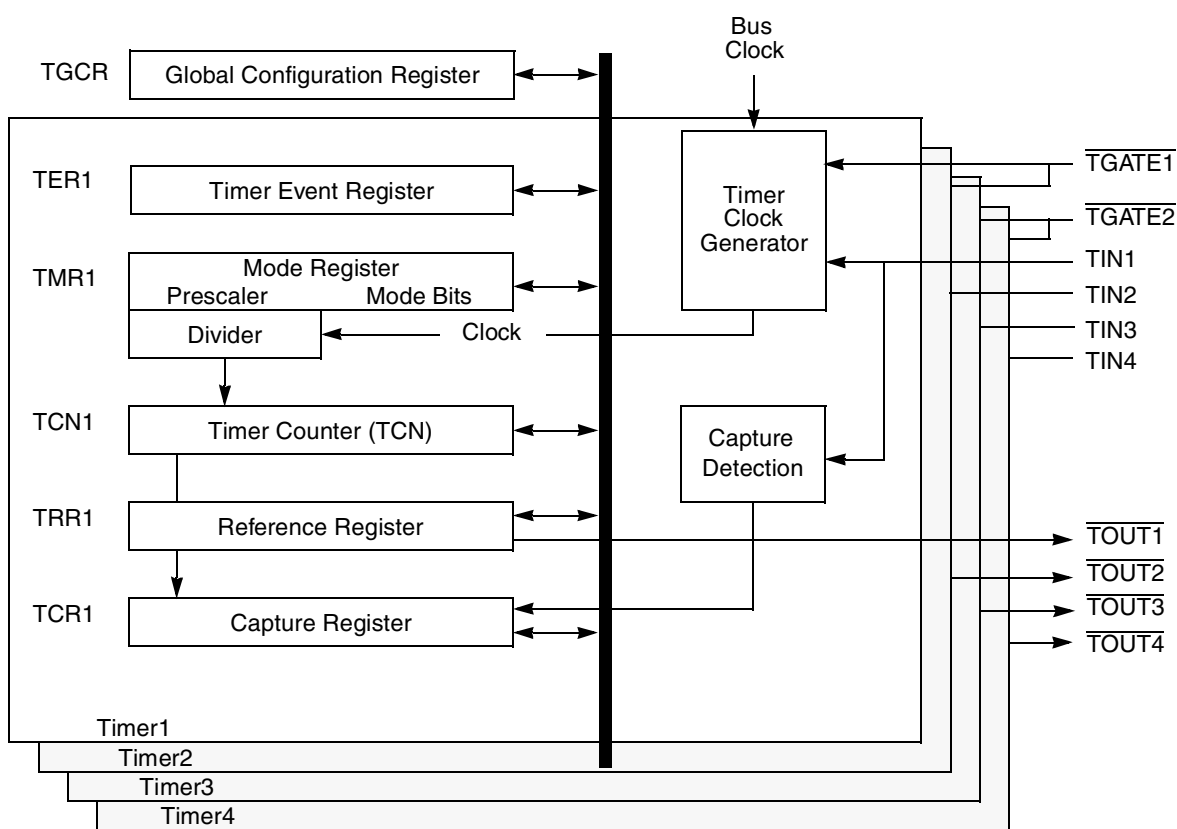 Bus
Clock
TGCR
Global Configuration Register
TER1
Timer Event Register
TMR1
Mode Register
Prescaler
Mode Bits
Divider
Clock
TCN1
Timer Counter (TCN)
TRR1
Reference Register
TCR1
Capture Register
Timer
Clock
Generator
Capture
Detection
TGATE1
TGATE2
TIN1
TIN2
TIN3
TIN4
TOUT1
TOUT2
TOUT3
TOUT4
Timer1
Timer2
Timer3
Timer4